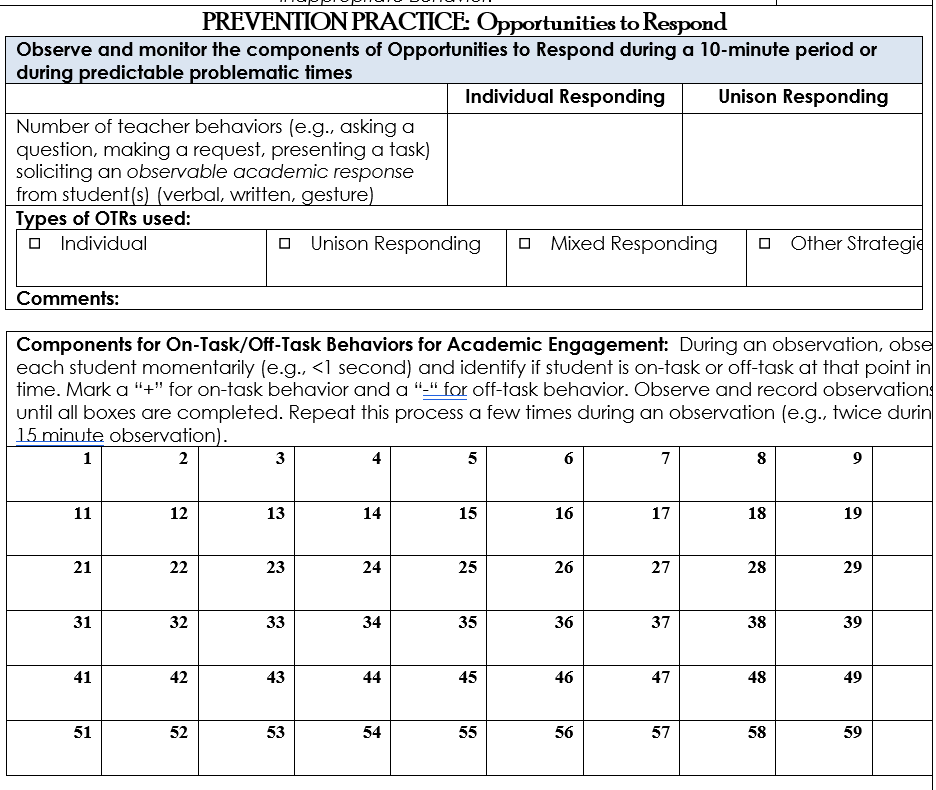 PREVENTION PRACTICE: Opportunities to Respond
Observe and monitor the components of Opportunities to Respond during a 10-minute period or
during predictable problematic times
Individual Responding Unison Responding
Number of teacher behaviors (e.g., asking a
question, making a request, presenting a task)
soliciting an observable academic response
from student(s) (verbal, written, gesture)
Types of OTRs used:
☐ Individual ☐ Unison Responding ☐ Mixed Responding ☐ Other Strategie
Comments:
Components for On-Task/Off-Task Behaviors for Academic Engagement: During an observation, obse
each student momentarily (e.g., <1 second) and identify if student is on-task or off-task at that point in
time. Mark a “+” for on-task behavior and a “-“ for off-task behavior. Observe and record observations
until all boxes are completed. Repeat this process a few times during an observation (e.g., twice durin
15 minute observation).
1 2 3 4 5 6 7 8 9
11 12 13 14 15 16 17 18 19
21 22 23 24 25 26 27 28 29
31 32 33 34 35 36 37 38 39
41 42 43 44 45 46 47 48 49
51 52 53 54 55 56 57 58 59